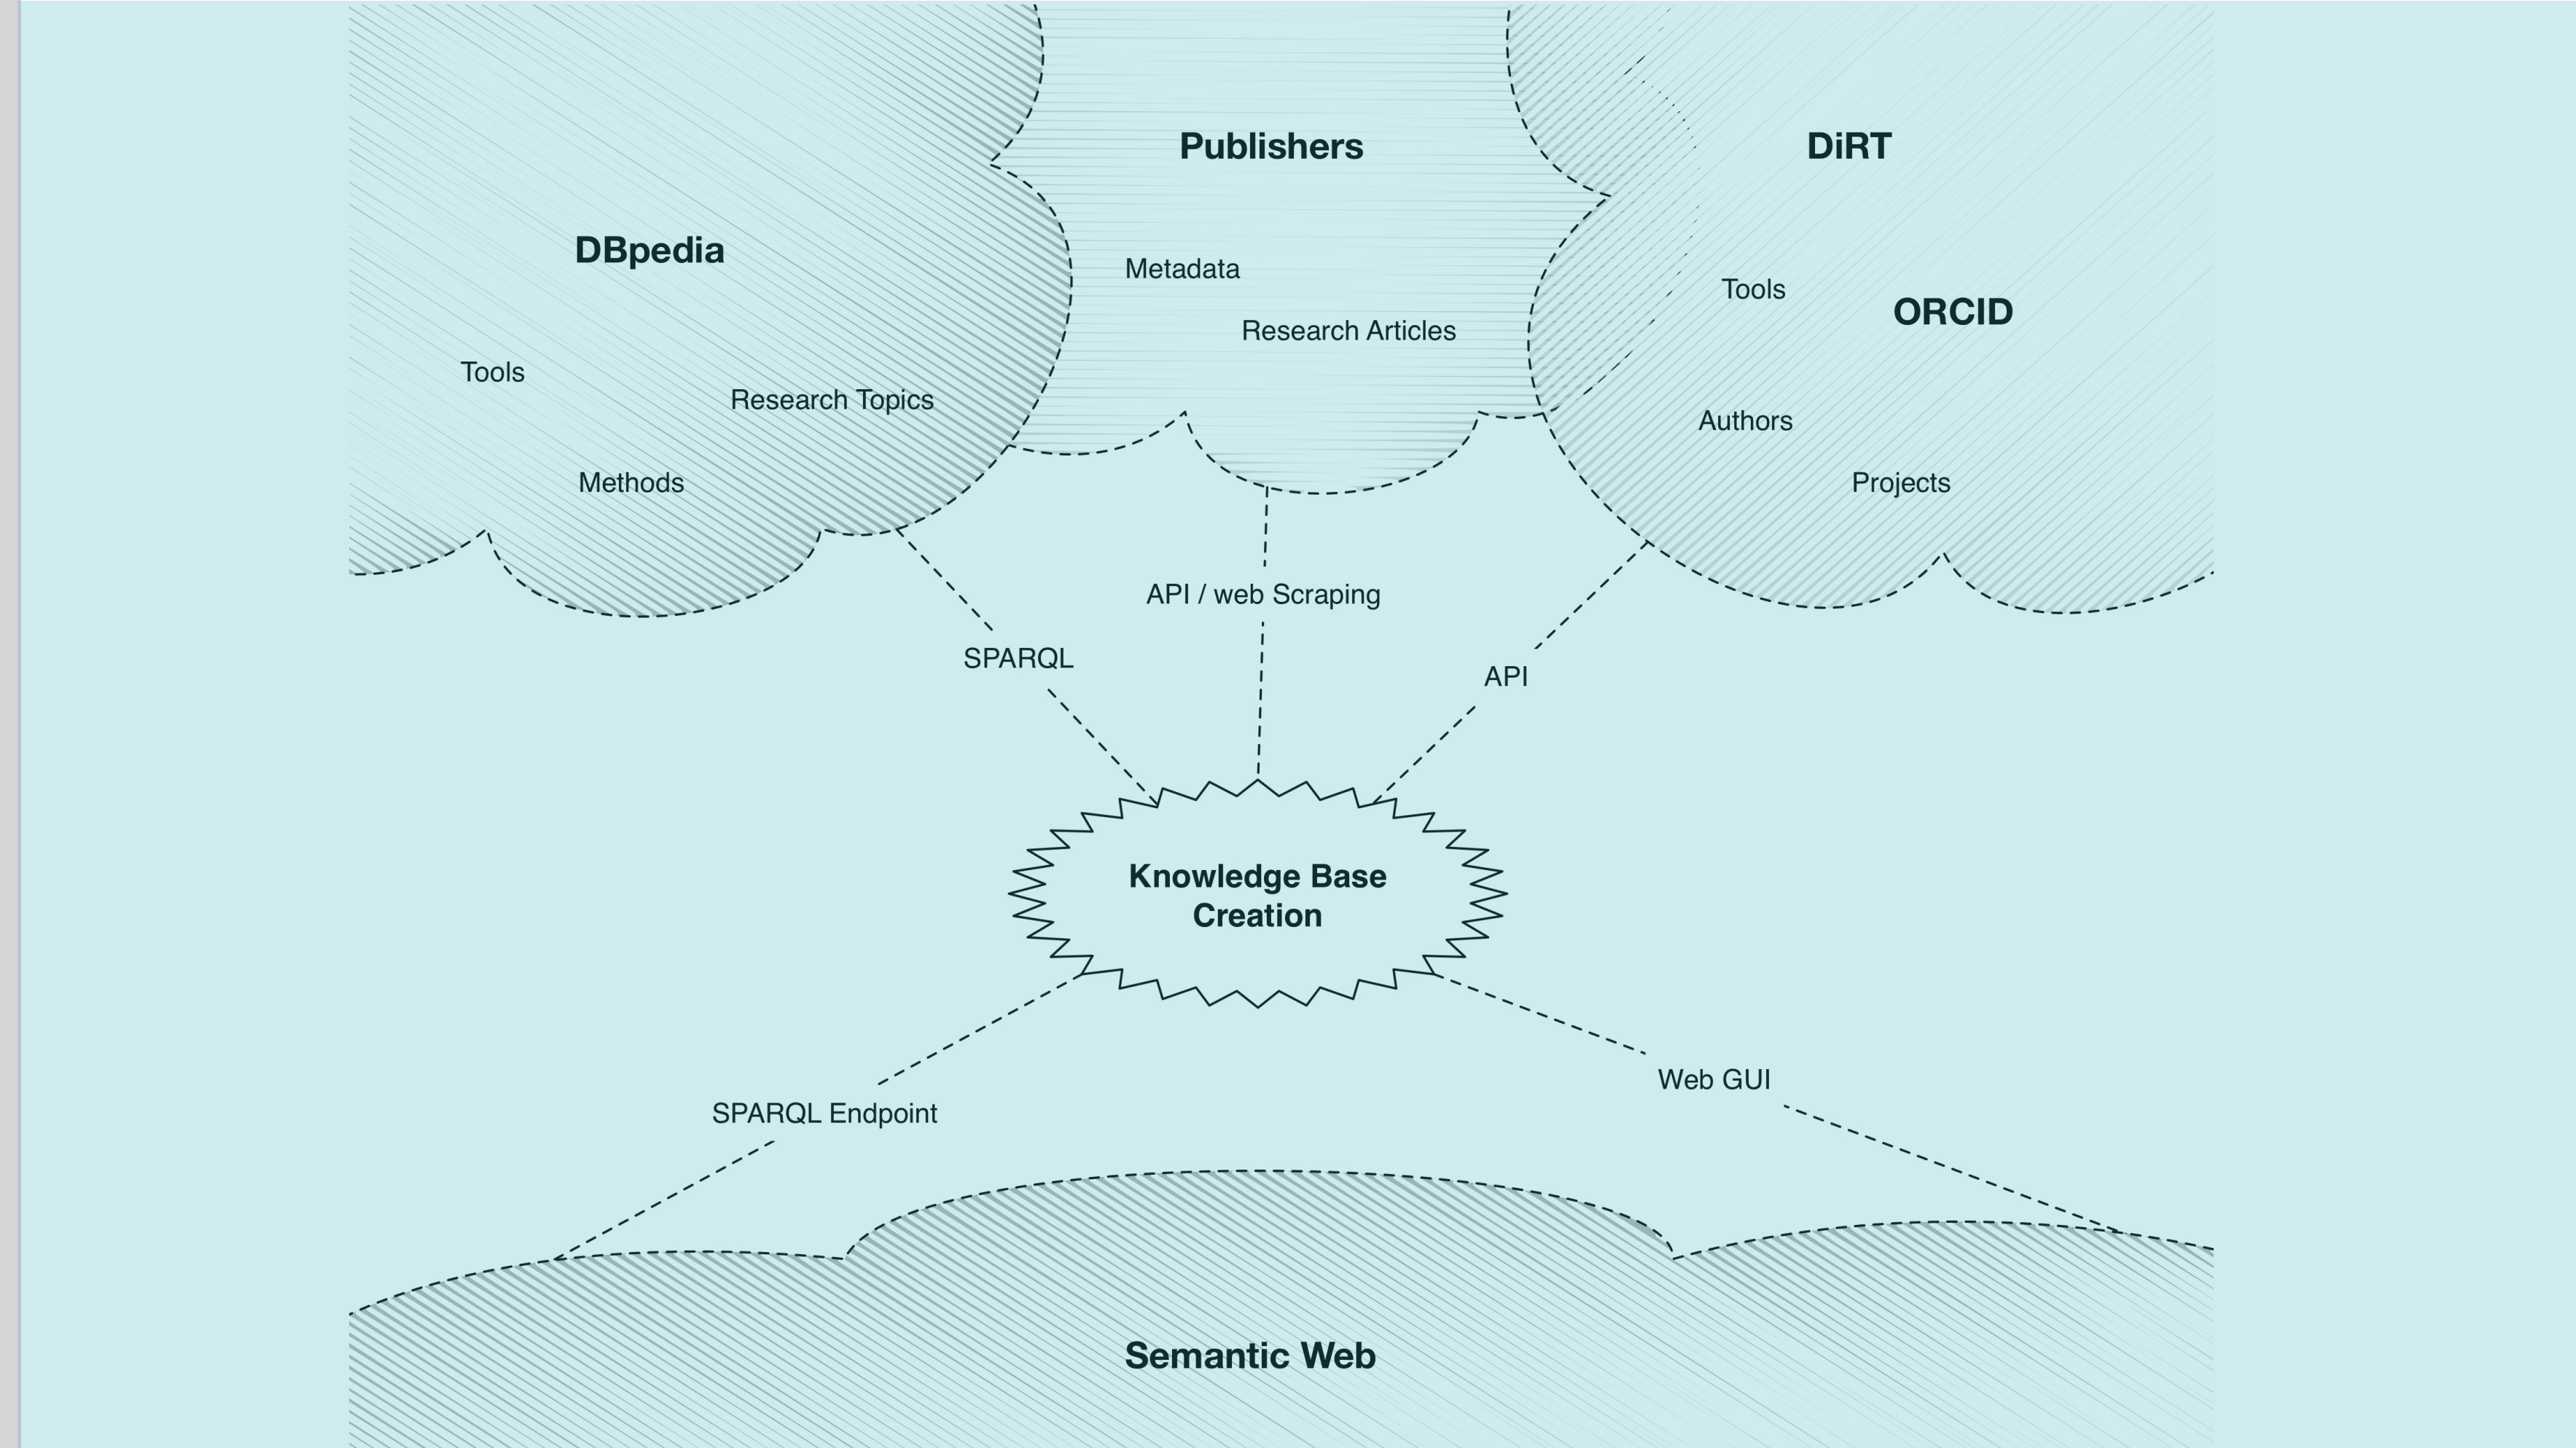 Publishers
DiRT
DBpedia
Metadata
Tools
ORCID
Research Articles
Tools
Research Topics
Authors
Methods
Projects
API / web Scraping
SPARQL
API
Knowledge Base
Creation
Web GUI
SPARQL Endpoint
Semantic Web